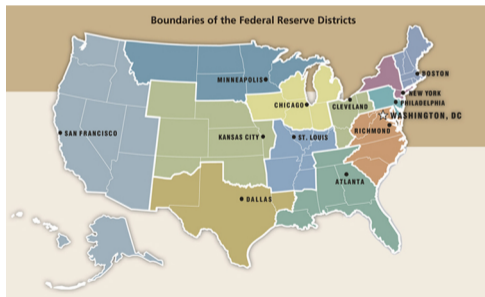 Boundaries of the Federal Reserve Districts
MINNEAPOLIS
BOSTON
NEW YORK
CHICAGO
CLEVELAND
PHILADELPHIA
WASHINGTON, DC
SAN FRANCISCO
KANSAS CITY
ST. LOUIS
RICHMOND
ATLANTA
DALLAS